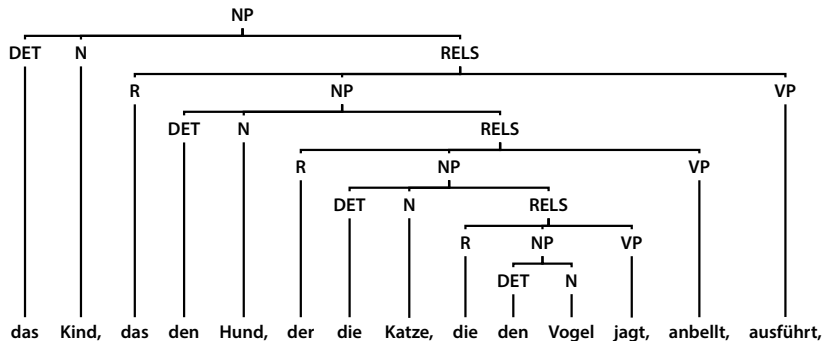 NP
DET N RELS
R NP VP
DET N RELS
R NP VP
DET N RELS
R NP VP
DET N
das Kind, das den Hund, der die Katze, die den Vogel jagt, anbellt, ausführt,